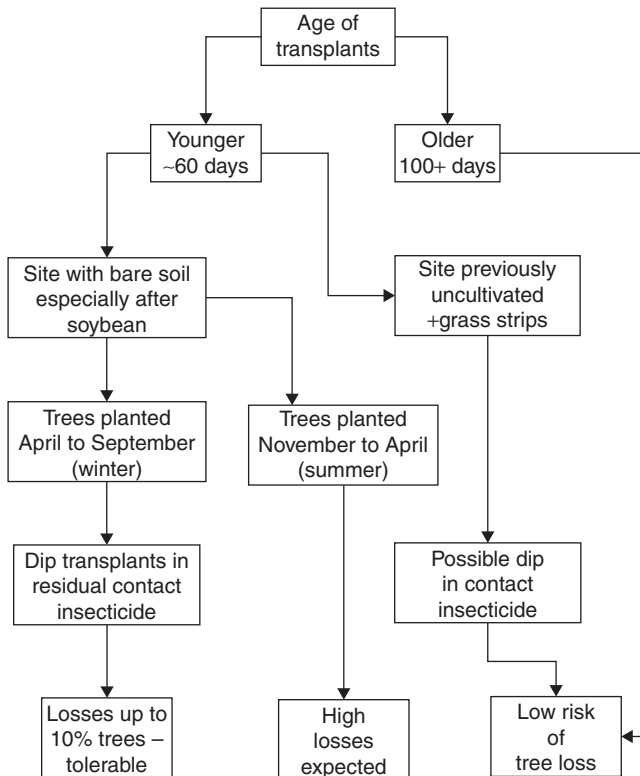 Age of
transplants
Younger
~60 days
Older
100+ days
Site with bare soil
especially after
soybean
Site previously
uncultivated
+grass strips
Trees planted
April to September
(winter)
Trees planted
November to April
(summer)
Dip transplants in
residual contact
insecticide
Possible dip
in contact
insecticide
Losses up to
10% trees –
tolerable
High
losses
expected
Low risk
of
tree loss